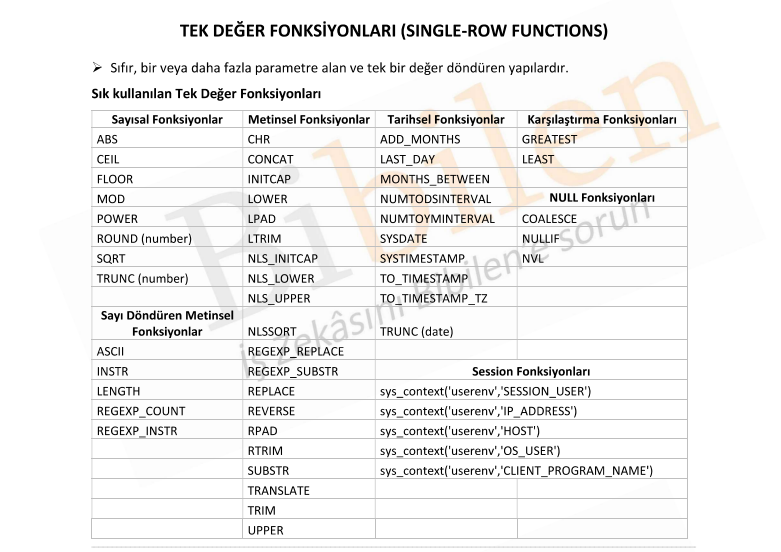 TEK DEĞER FONKSİYONLARI (SINGLE-ROW FUNCTIONS)
➢ Sıfır, bir veya daha fazla parametre alan ve tek bir değer döndüren yapılardır.
Sık kullanılan Tek Değer Fonksiyonları
Sayısal Fonksiyonlar Metinsel Fonksiyonlar Tarihsel Fonksiyonlar Karşılaştırma Fonksiyonları
ABS CHR ADD_MONTHS GREATEST
CEIL CONCAT LAST_DAY LEAST
FLOOR INITCAP MONTHS_BETWEEN
MOD LOWER NUMTODSINTERVAL NULL Fonksiyonları
POWER LPAD NUMTOYMINTERVAL COALESCE
ROUND (number) LTRIM SYSDATE NULLIF
SQRT NLS_INITCAP SYSTIMESTAMP NVL
TRUNC (number) NLS_LOWER TO_TIMESTAMP
NLS_UPPER TO_TIMESTAMP_TZ
Sayı Döndüren Metinsel
Fonksiyonlar NLSSORT TRUNC (date)
ASCII REGEXP_REPLACE
INSTR REGEXP_SUBSTR Session Fonksiyonları
LENGTH REPLACE sys_context('userenv','SESSION_USER')
REGEXP_COUNT REVERSE sys_context('userenv','IP_ADDRESS')
REGEXP_INSTR RPAD sys_context('userenv','HOST')
RTRIM sys_context('userenv','OS_USER')
SUBSTR sys_context('userenv','CLIENT_PROGRAM_NAME')
TRANSLATE
TRIM
UPPER
Bibilen
İş Zekâsını Bibilen'e sorun